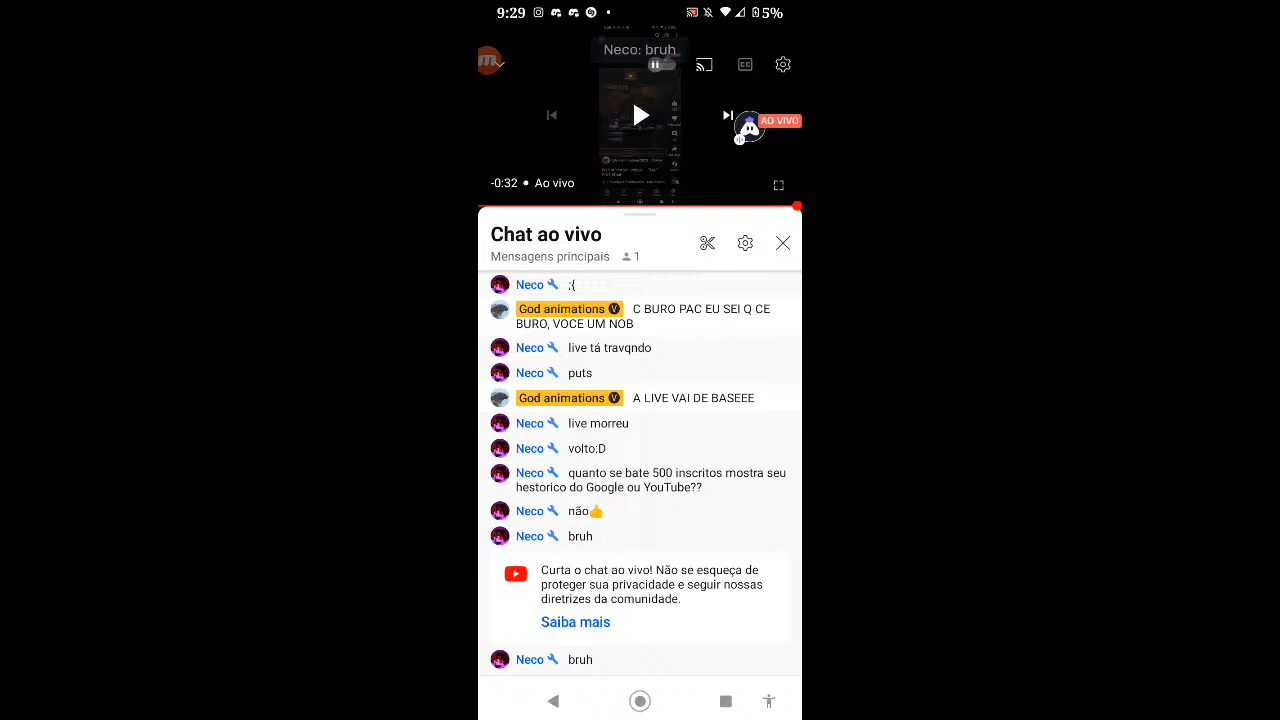 9:29
5%
Neco: bruh
CC
AO VIVO
-0:32 • Ao vivo
Chat ao vivo
Mensagens principais 1
Neco ;(
God animations V C BURO PAC EU SEI Q CE
BURO, VOCE UM NOB
Neco live tá travqndo
Neco puts
God animations V A LIVE VAI DE BASEEE
Neco live morreu
Neco volto:D
Neco quanto se bate 500 inscritos mostra seu
hestorico do Google ou YouTube??
Neco não👍
Neco bruh
Curta o chat ao vivo! Não se esqueça de
proteger sua privacidade e seguir nossas
diretrizes da comunidade.
Saiba mais
Neco bruh